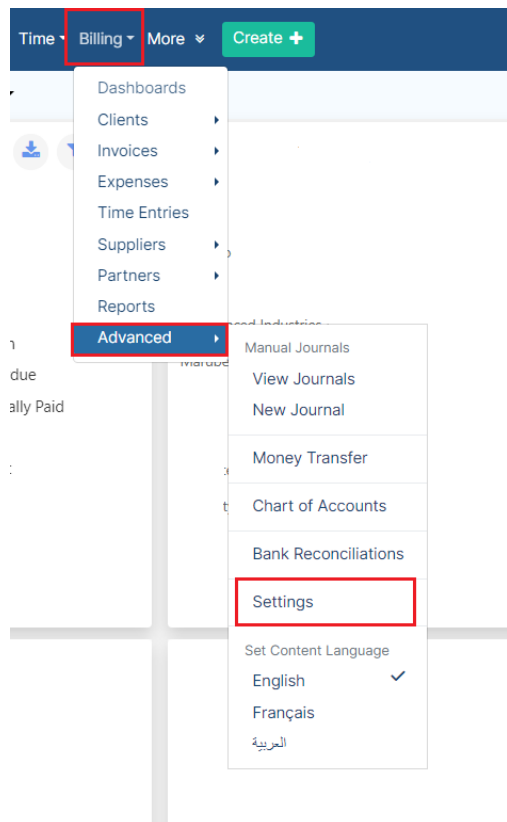 Time Billing More Create +
Dashboards
Clients
Invoices
Expenses
Time Entries
Suppliers
Partners
Reports
Advanced
due
ally Paid
Manual Journals
View Journals
New Journal
Money Transfer
Chart of Accounts
Bank Reconciliations
Settings
Set Content Language
English
Français
العربية